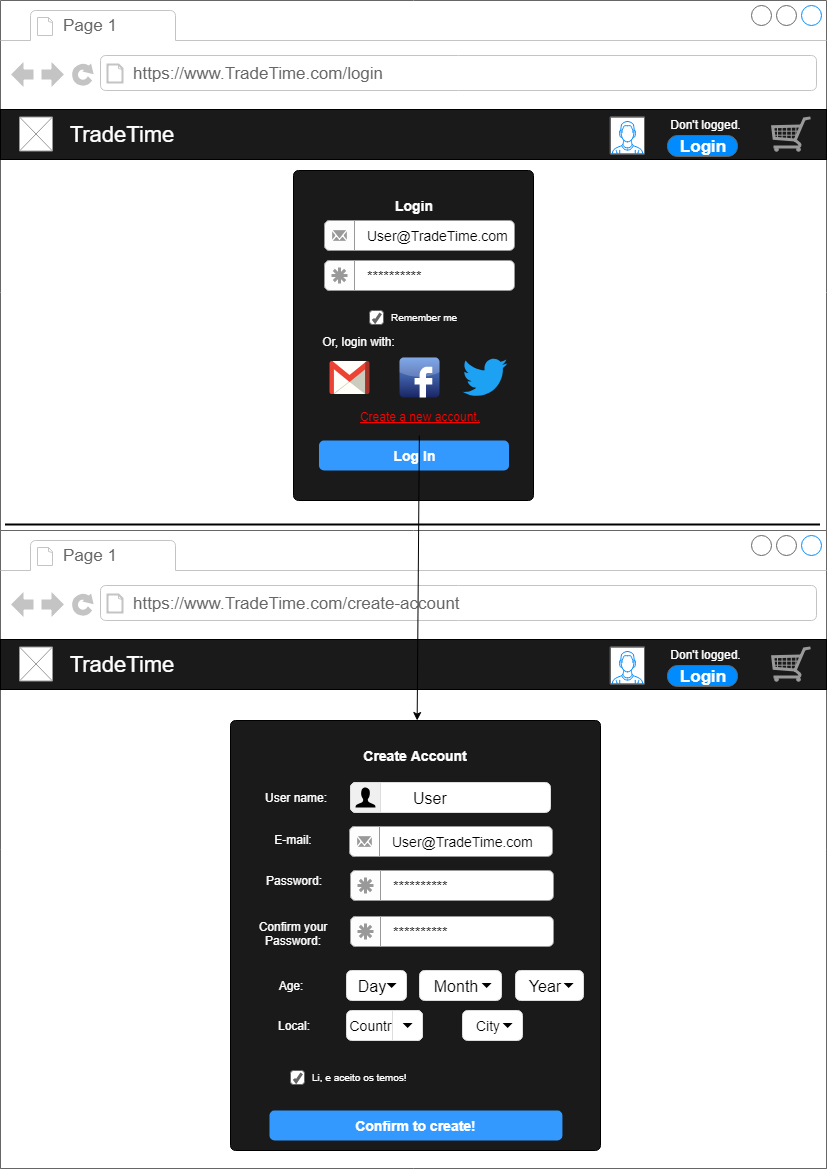 Page 1
https://www.TradeTime.com/login
TradeTime
Don't logged.
Login
Login
User@TradeTime.com
**********
Remember me
Or, login with:
Create a new account.
Log In
Page 1
https://www.TradeTime.com/create-account
TradeTime
Don't logged.
Login
Create Account
User name: User
E-mail: User@TradeTime.com
Password: **********
Confirm your
Password: **********
Age: Day Month Year
Local: Countr City
Li, e aceito os temos!
Confirm to create!